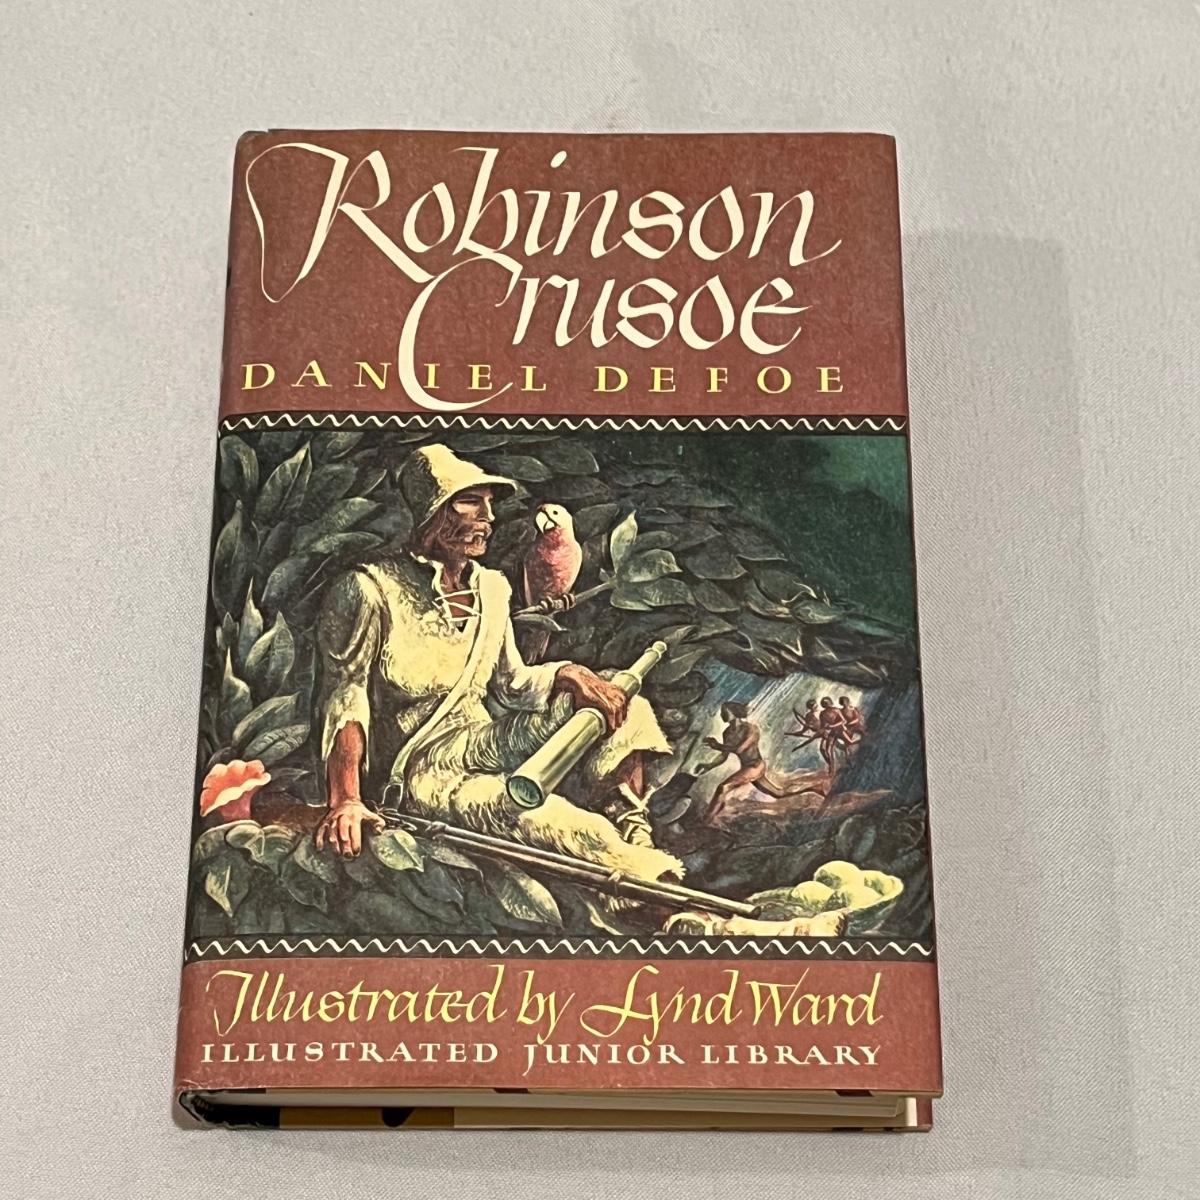 Robinson
Crusoe
DANIEL DEFOE
Illustrated by Lynd Ward
ILLUSTRATED JUNIOR LIBRARY